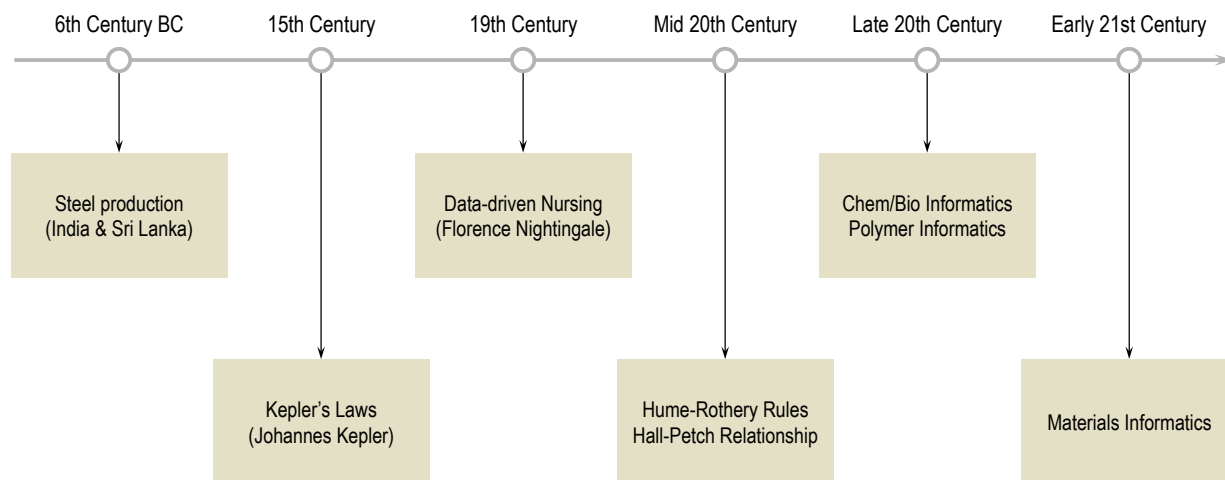 6th Century BC
15th Century
19th Century
Mid 20th Century
Late 20th Century
Early 21st Century
Steel production
(India & Sri Lanka)
Data-driven Nursing
(Florence Nightingale)
Chem/Bio Informatics
Polymer Informatics
Kepler’s Laws
(Johannes Kepler)
Hume-Rothery Rules
Hall-Petch Relationship
Materials Informatics